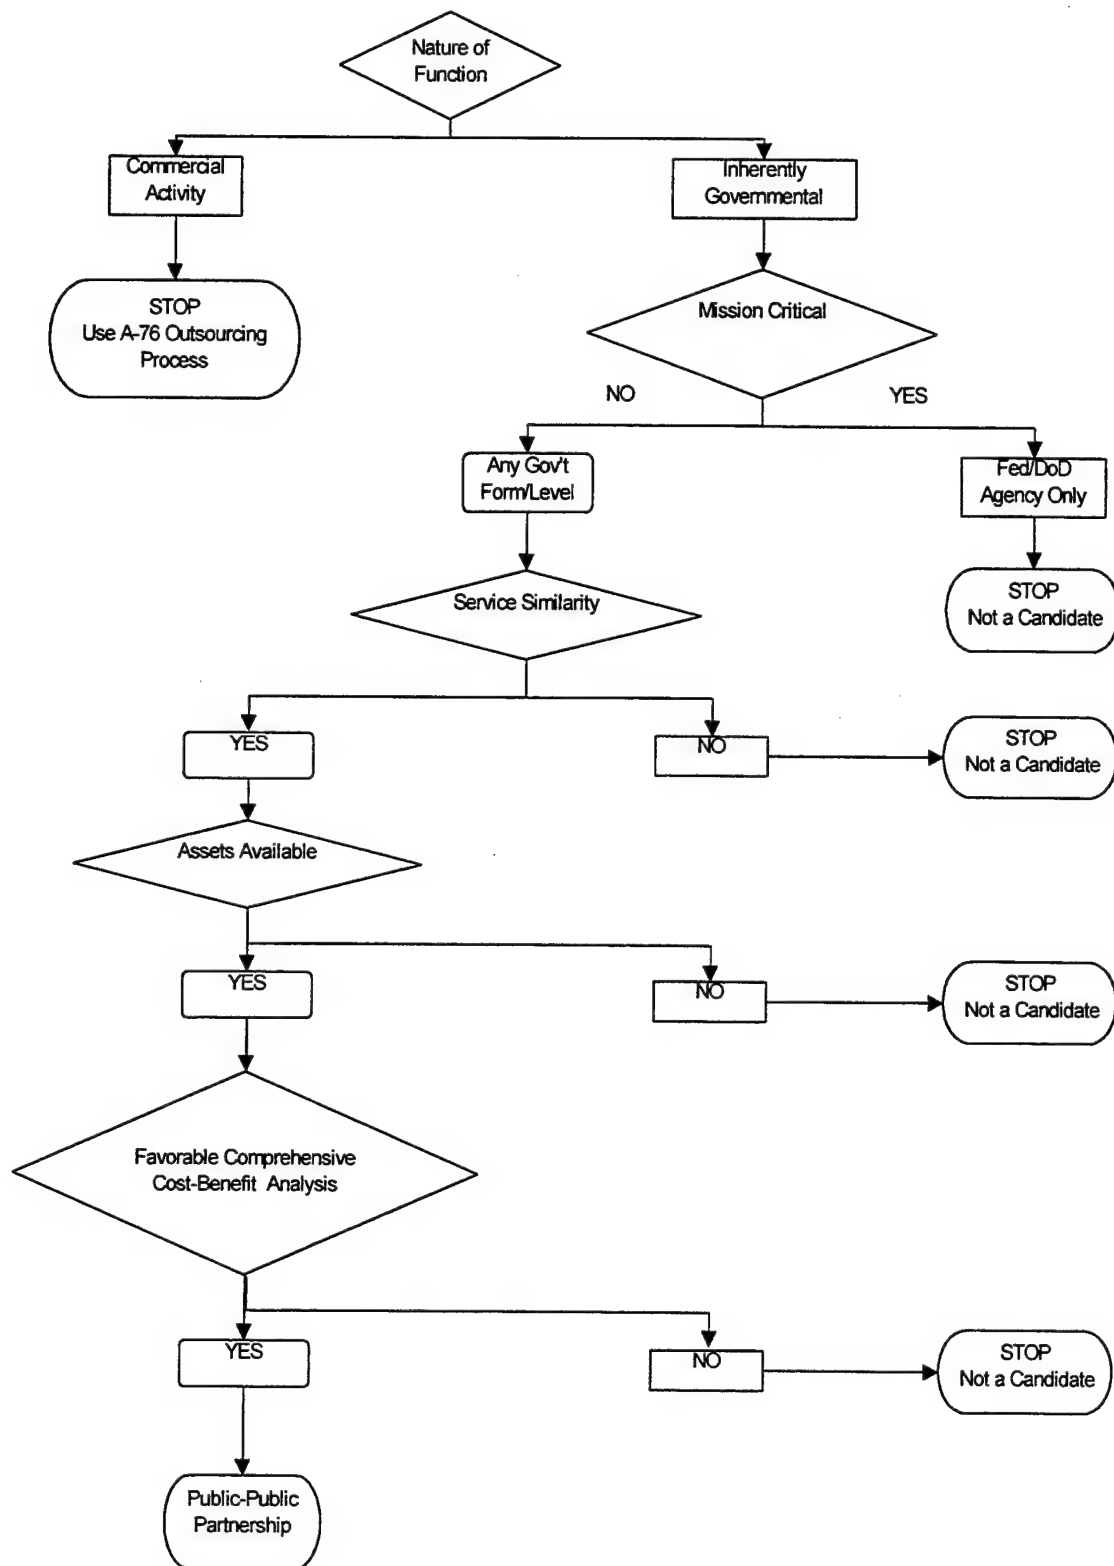 Nature of
Function
Commercial
Activity
Inherently
Governmental
STOP
Use A-76 Outsourcing
Process
Mission Critical
NO
YES
Any Gov't
Form/Level
Fed/DoD
Agency Only
STOP
Not a Candidate
Service Similarity
YES
NO
STOP
Not a Candidate
Assets Available
YES
NO
STOP
Not a Candidate
Favorable Comprehensive
Cost-Benefit Analysis
YES
NO
STOP
Not a Candidate
Public-Public
Partnership